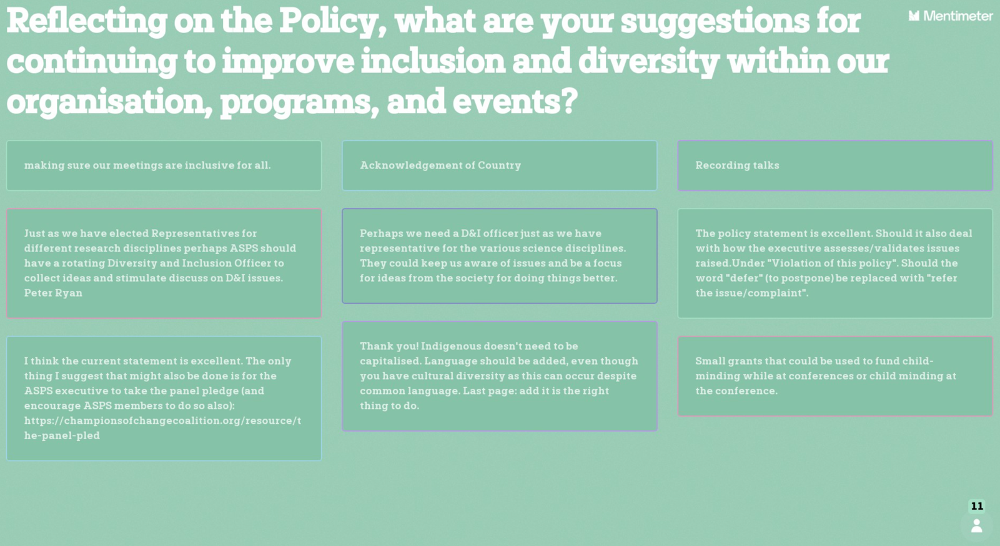 Reflecting on the Policy, what are your suggestions for
continuing to improve inclusion and diversity within our
organisation, programs, and events?
Mentimeter
making sure our meetings are inclusive for all.
Acknowledgement of Country
Recording talks
Just as we have elected Representatives for
different research disciplines perhaps ASPS should
have a rotating Diversity and Inclusion Officer to
collect ideas and stimulate discuss on D&I issues.
Peter Ryan
Perhaps we need a D&I officer just as we have
representative for the various science disciplines.
They could keep us aware of issues and be a focus
for ideas from the society for doing things better.
The policy statement is excellent. Should it also deal
with how the executive assesses/validates issues
raised.Under "Violation of this policy". Should the
word "defer" (to postpone) be replaced with "refer
the issue/complaint".
I think the current statement is excellent. The only
thing I suggest that might also be done is for the
ASPS executive to take the panel pledge (and
encourage ASPS members to do so also):
https://championsofchangecoalition.org/resource/t
he-panel-pled
Thank you! Indigenous doesn't need to be
capitalised. Language should be added, even though
you have cultural diversity as this can occur despite
common language. Last page: add it is the right
thing to do.
Small grants that could be used to fund child-
minding while at conferences or child minding at
the conference.
11